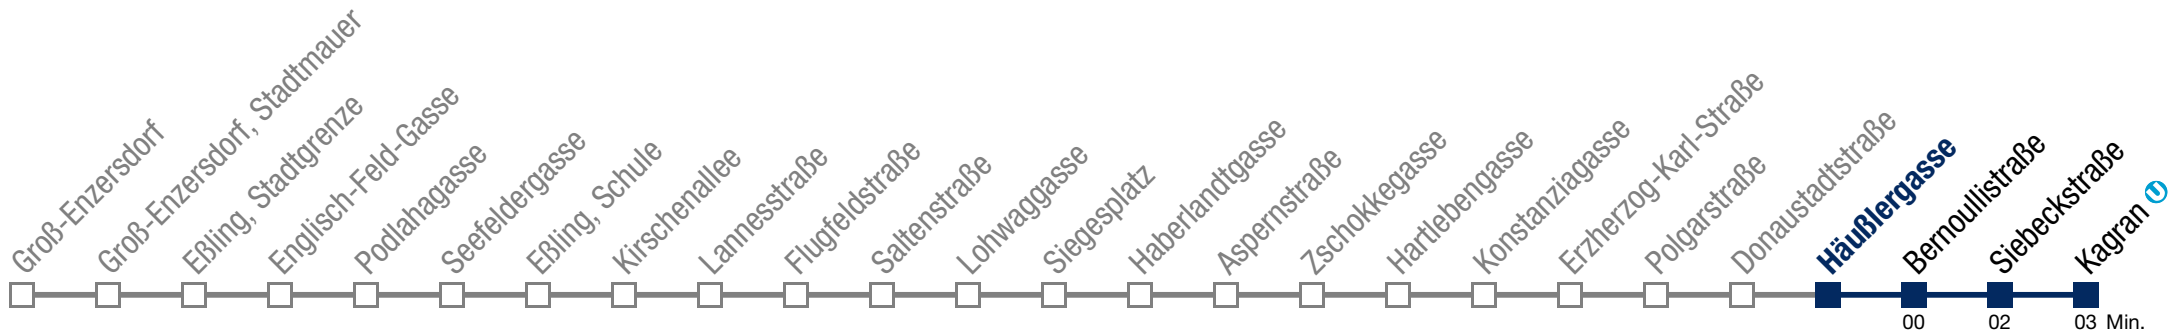 Groß-Enzersdorf
Groß-Enzersdorf, Stadtmauer
Eßling, Stadtgrenze
Englisch-Feld-Gasse
Podlahagasse
Seefeldergasse
Eßling, Schule
Kirschenallee
Lannesstraße
Flugfeldstraße
Saltenstraße
Lohwaggasse
Siegesplatz
Haberlandtgasse
Aspernstraße
Zschokkegasse
Hartlebengasse
Konstanziagasse
Erzherzog-Karl-Straße
Polgarstraße
Donaustadtstraße
Häußlergasse
Bernoullistraße
Siebeckstraße
Kagran U
00 02 03 Min.